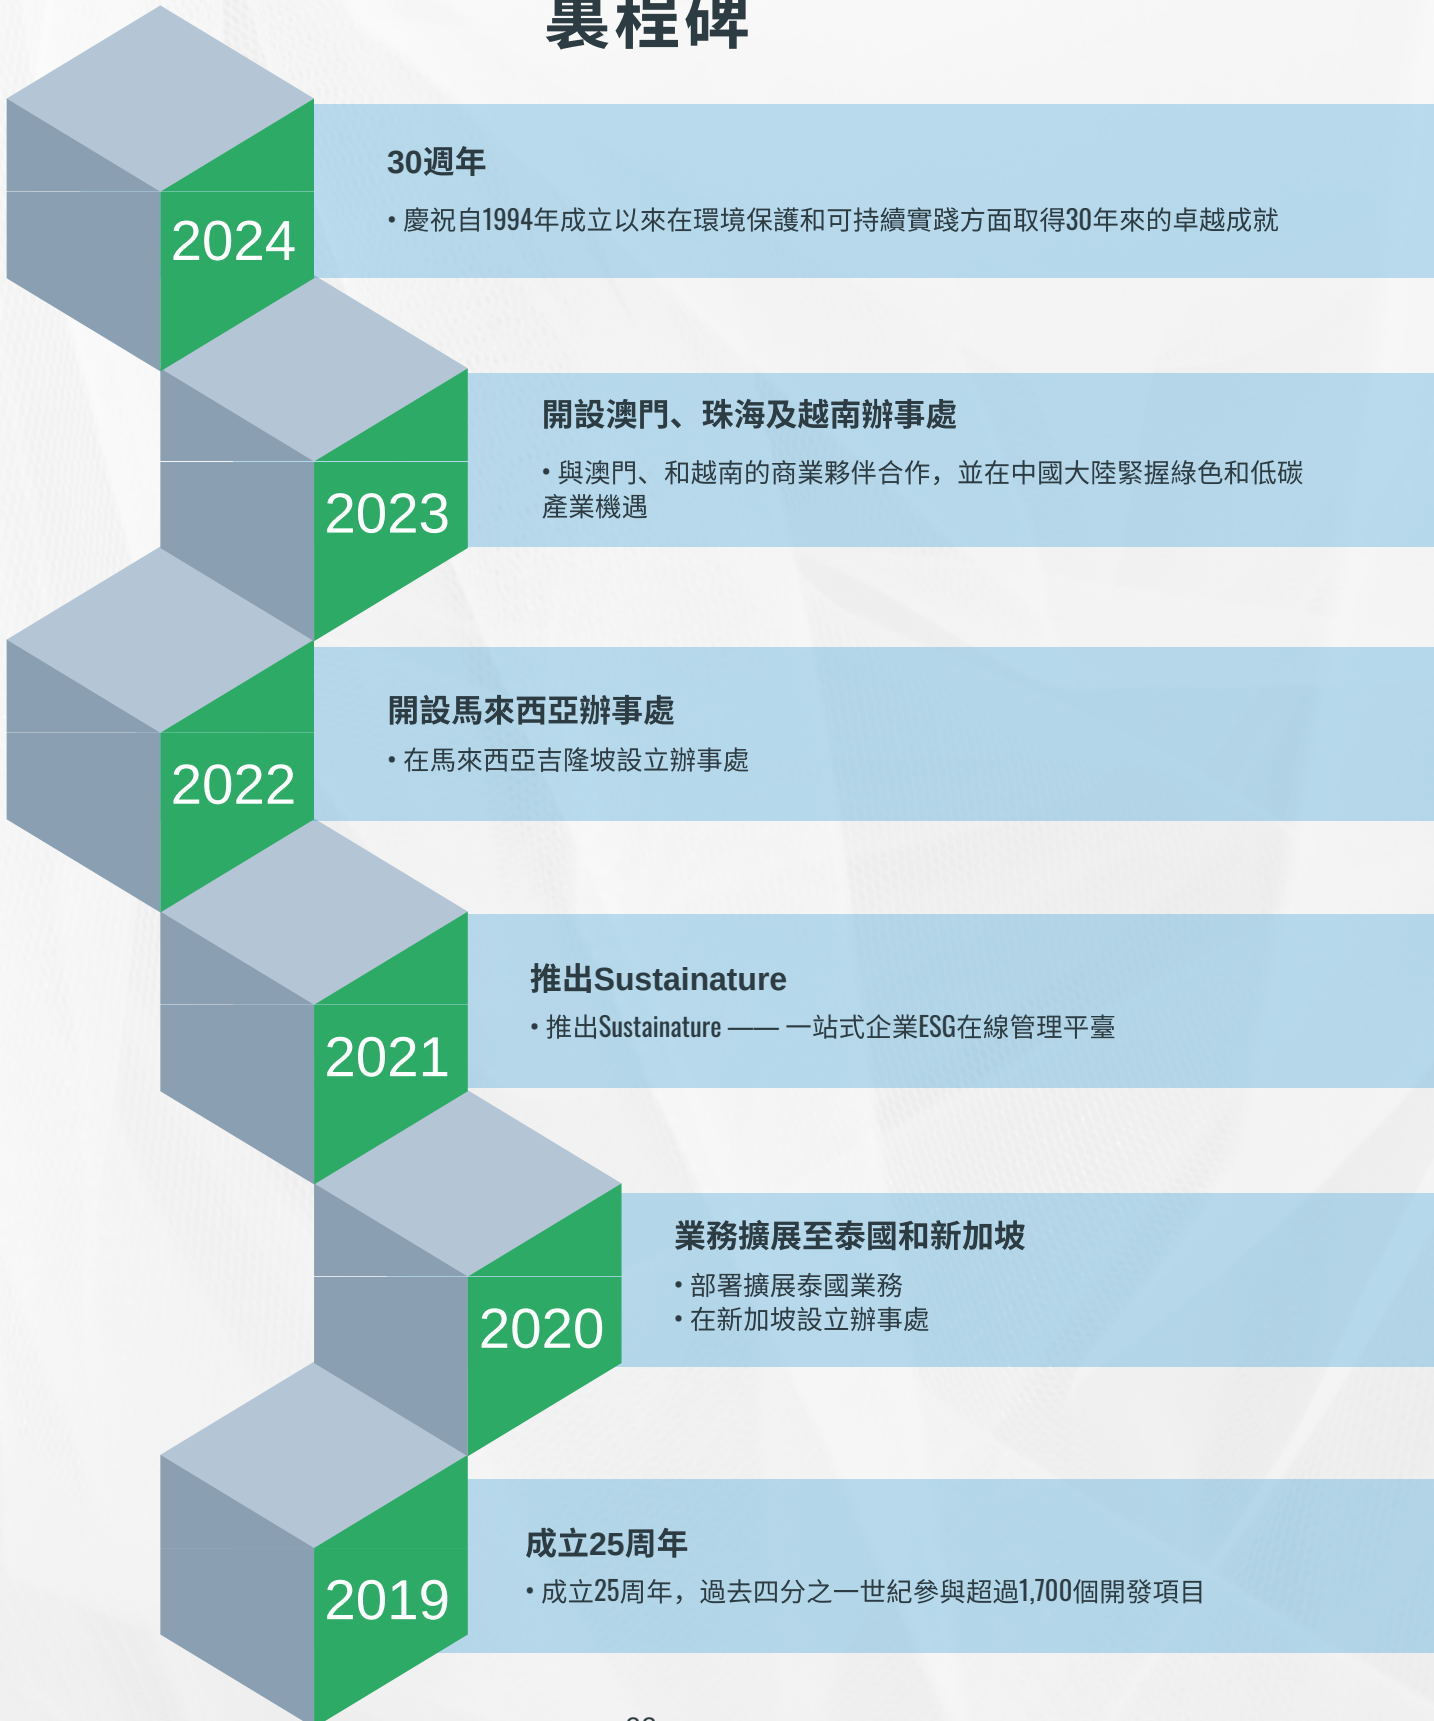 裏程碑
30週年
• 慶祝自1994年成立以來在環境保護和可持續實踐方面取得30年來的卓越成就
2024
開設澳門、珠海及越南辦事處
• 與澳門、和越南的商業夥伴合作，並在中國大陸緊握綠色和低碳
產業機遇
2023
開設馬來西亞辦事處
• 在馬來西亞吉隆坡設立辦事處
2022
推出Sustainature
• 推出Sustainature —— 一站式企業ESG在線管理平臺
2021
業務擴展至泰國和新加坡
• 部署擴展泰國業務
• 在新加坡設立辦事處
2020
成立25周年
• 成立25周年，過去四分之一世紀參與超過1,700個開發項目
2019